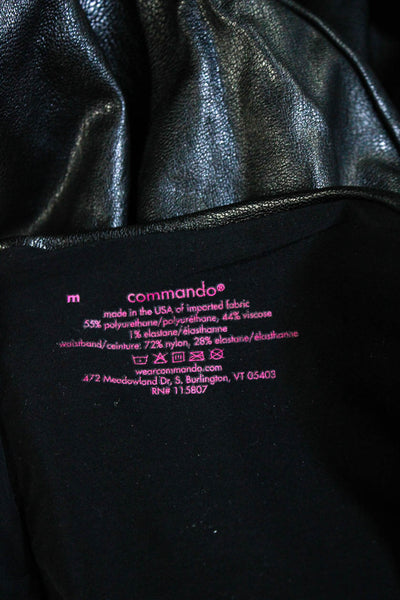 m commando®
made in the USA of imported fabric
55% polyurethane/polyuréthane, 44% viscose
1% elastane/élasthanne
waistband/ceinture: 72% nylon, 28% elastane/élasthanne
wearcommando.com
472 Meadowland Dr, S. Burlington, VT 05403
RN# 115807